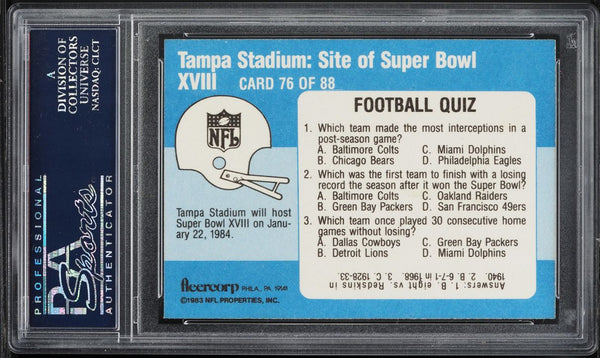 A
DIVISION OF
COLLECTORS
UNIVERSE
NASDAQ: CLCT
PROFESSIONAL
PSA
Sports
AUTHENTICATOR
Tampa Stadium: Site of Super Bowl
XVIII CARD 76 OF 88
NFL
Tampa Stadium will host
Super Bowl XVIII on Janu-
ary 22, 1984.
fleercorp PHILA., PA. 19141
©1983 NFL PROPERTIES, INC.
FOOTBALL QUIZ
1. Which team made the most interceptions in a
post-season game?
A. Baltimore Colts C. Miami Dolphins
B. Chicago Bears D. Philadelphia Eagles
2. Which was the first team to finish with a losing
record the season after it won the Super Bowl?
A. Baltimore Colts C. Oakland Raiders
B. Green Bay Packers D. San Francisco 49ers
3. Which team once played 30 consecutive home
games without losing?
A. Dallas Cowboys C. Green Bay Packers
B. Detroit Lions D. Miami Dolphins
Answers: 1. B, eight vs. Redskins in
1940. 2. B, 6-7-1 in 1968. 3. C, 1928-33.